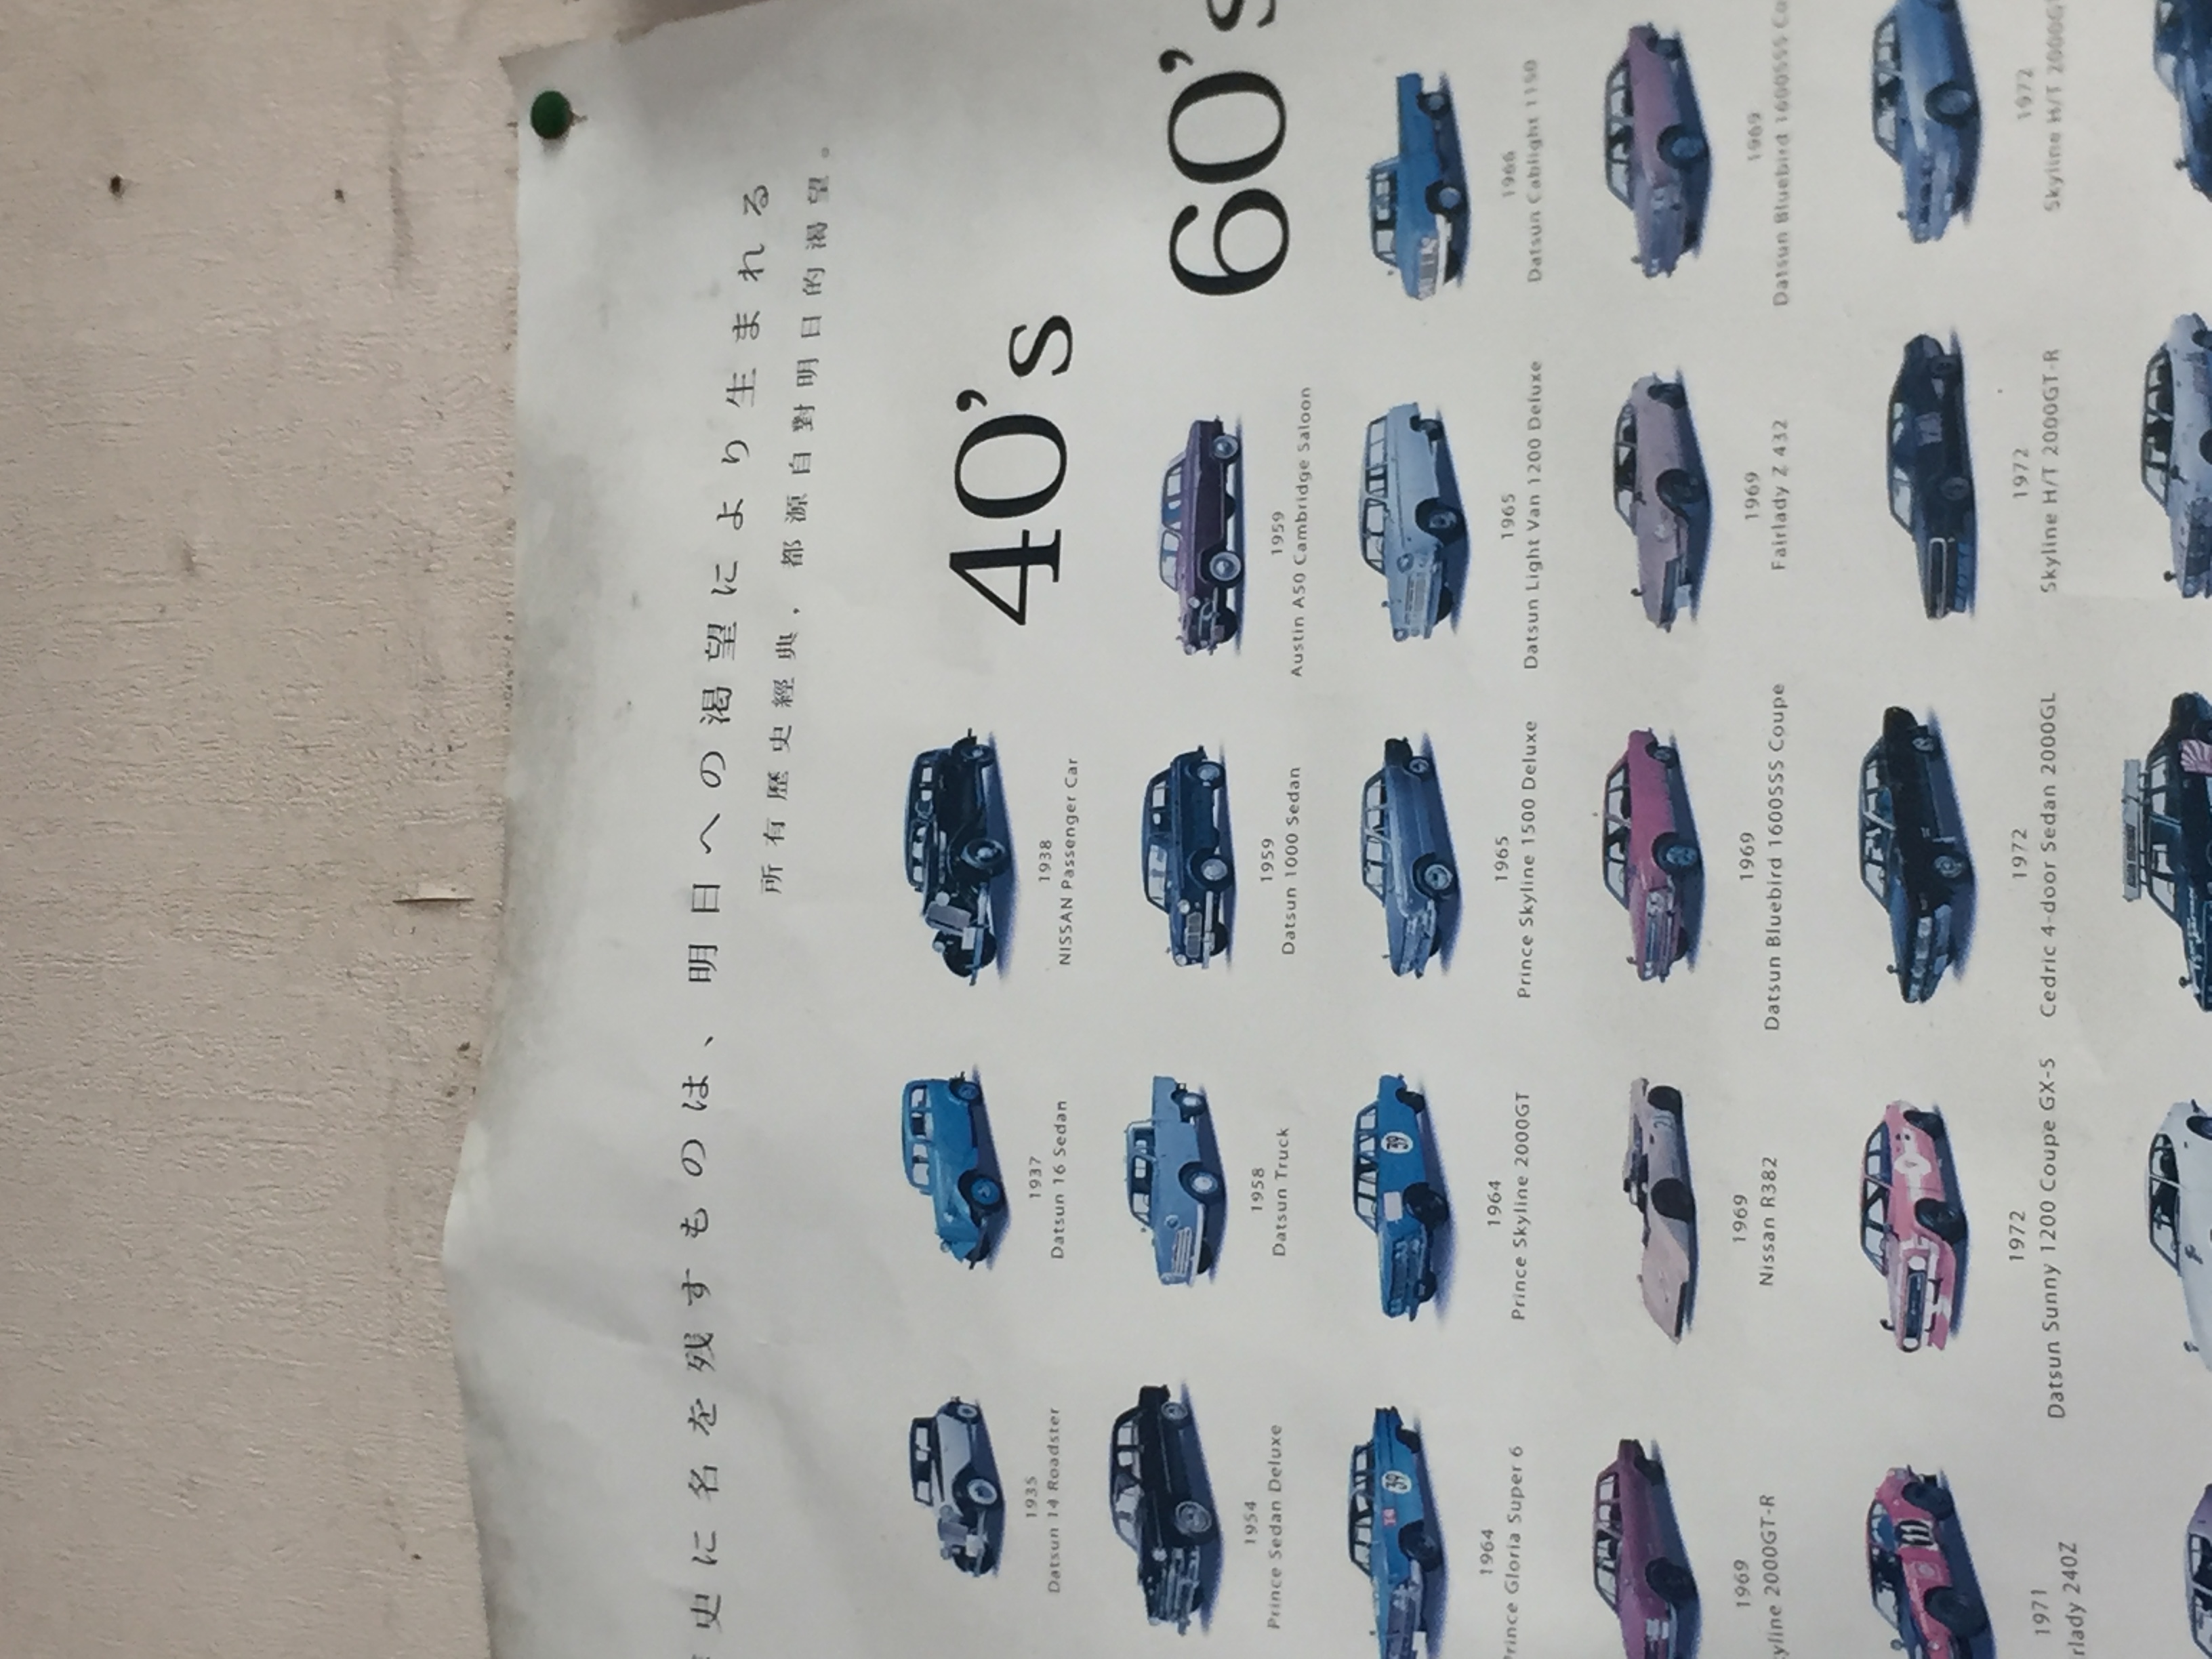 史に名を残すものは、明日への渇望により生まれる
所有歷史經典，都源自對明日的渴望。
1935
Datsun 14 Roadster
1937
Datsun 16 Sedan
1938
NISSAN Passenger Car
40's
1954
Prince Sedan Deluxe
1958
Datsun Truck
1959
Datsun 1000 Sedan
1959
Austin A50 Cambridge Saloon
60's
39
39
1964
Prince Gloria Super 6
1964
Prince Skyline 2000GT
1965
Prince Skyline 1500 Deluxe
1965
Datsun Light Van 1200 Deluxe
1966
Datsun Cablight 1150
21
1969
yline 2000GT-R
1969
Nissan R382
1969
Datsun Bluebird 1600SSS Coupe
1969
Fairlady Z 432
1969
Datsun Bluebird 1600SSS Co
11
1971
rlady 240Z
1972
Datsun Sunny 1200 Coupe GX-5
1972
Cedric 4-door Sedan 2000GL
1972
Skyline H/T 2000GT-R
1972
Skyline H/T 2000G